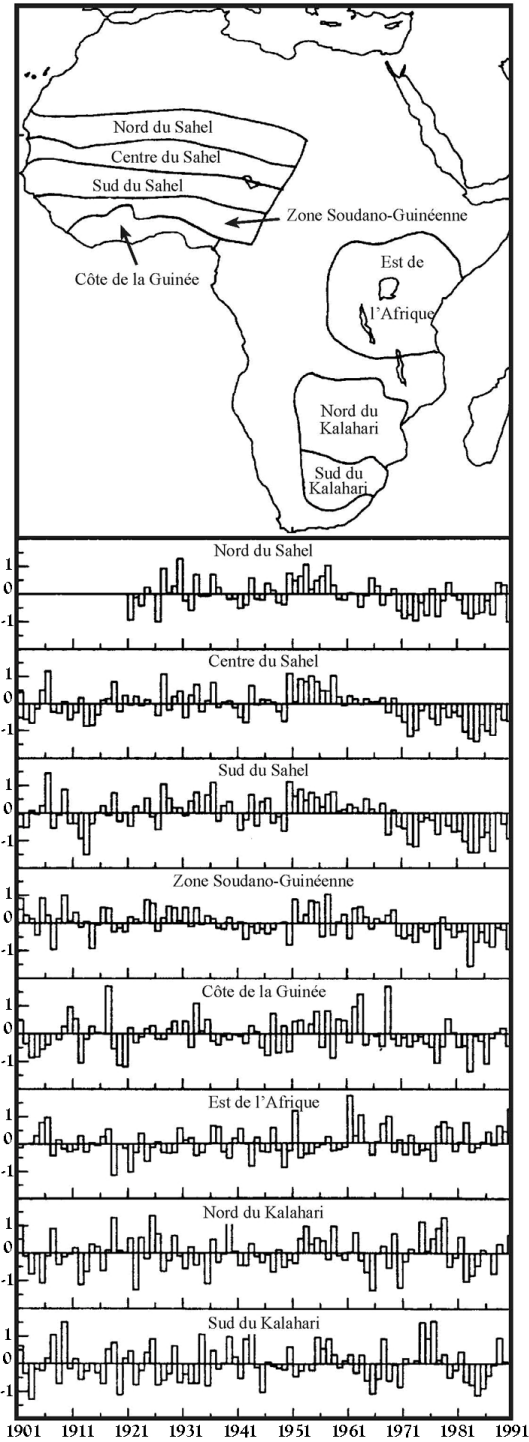 Nord du Sahel
Centre du Sahel
Sud du Sahel
Zone Soudano-Guinéenne
Côte de la Guinée
Est de
l'Afrique
Nord du
Kalahari
Sud du
Kalahari
Nord du Sahel
1
0
-1
Centre du Sahel
1
0
-1
Sud du Sahel
1
0
-1
Zone Soudano-Guinéenne
1
0
-1
Côte de la Guinée
1
0
-1
Est de l'Afrique
1
0
-1
Nord du Kalahari
1
0
-1
Sud du Kalahari
1
0
-1
1901 1911 1921 1931 1941 1951 1961 1971 1981 1991